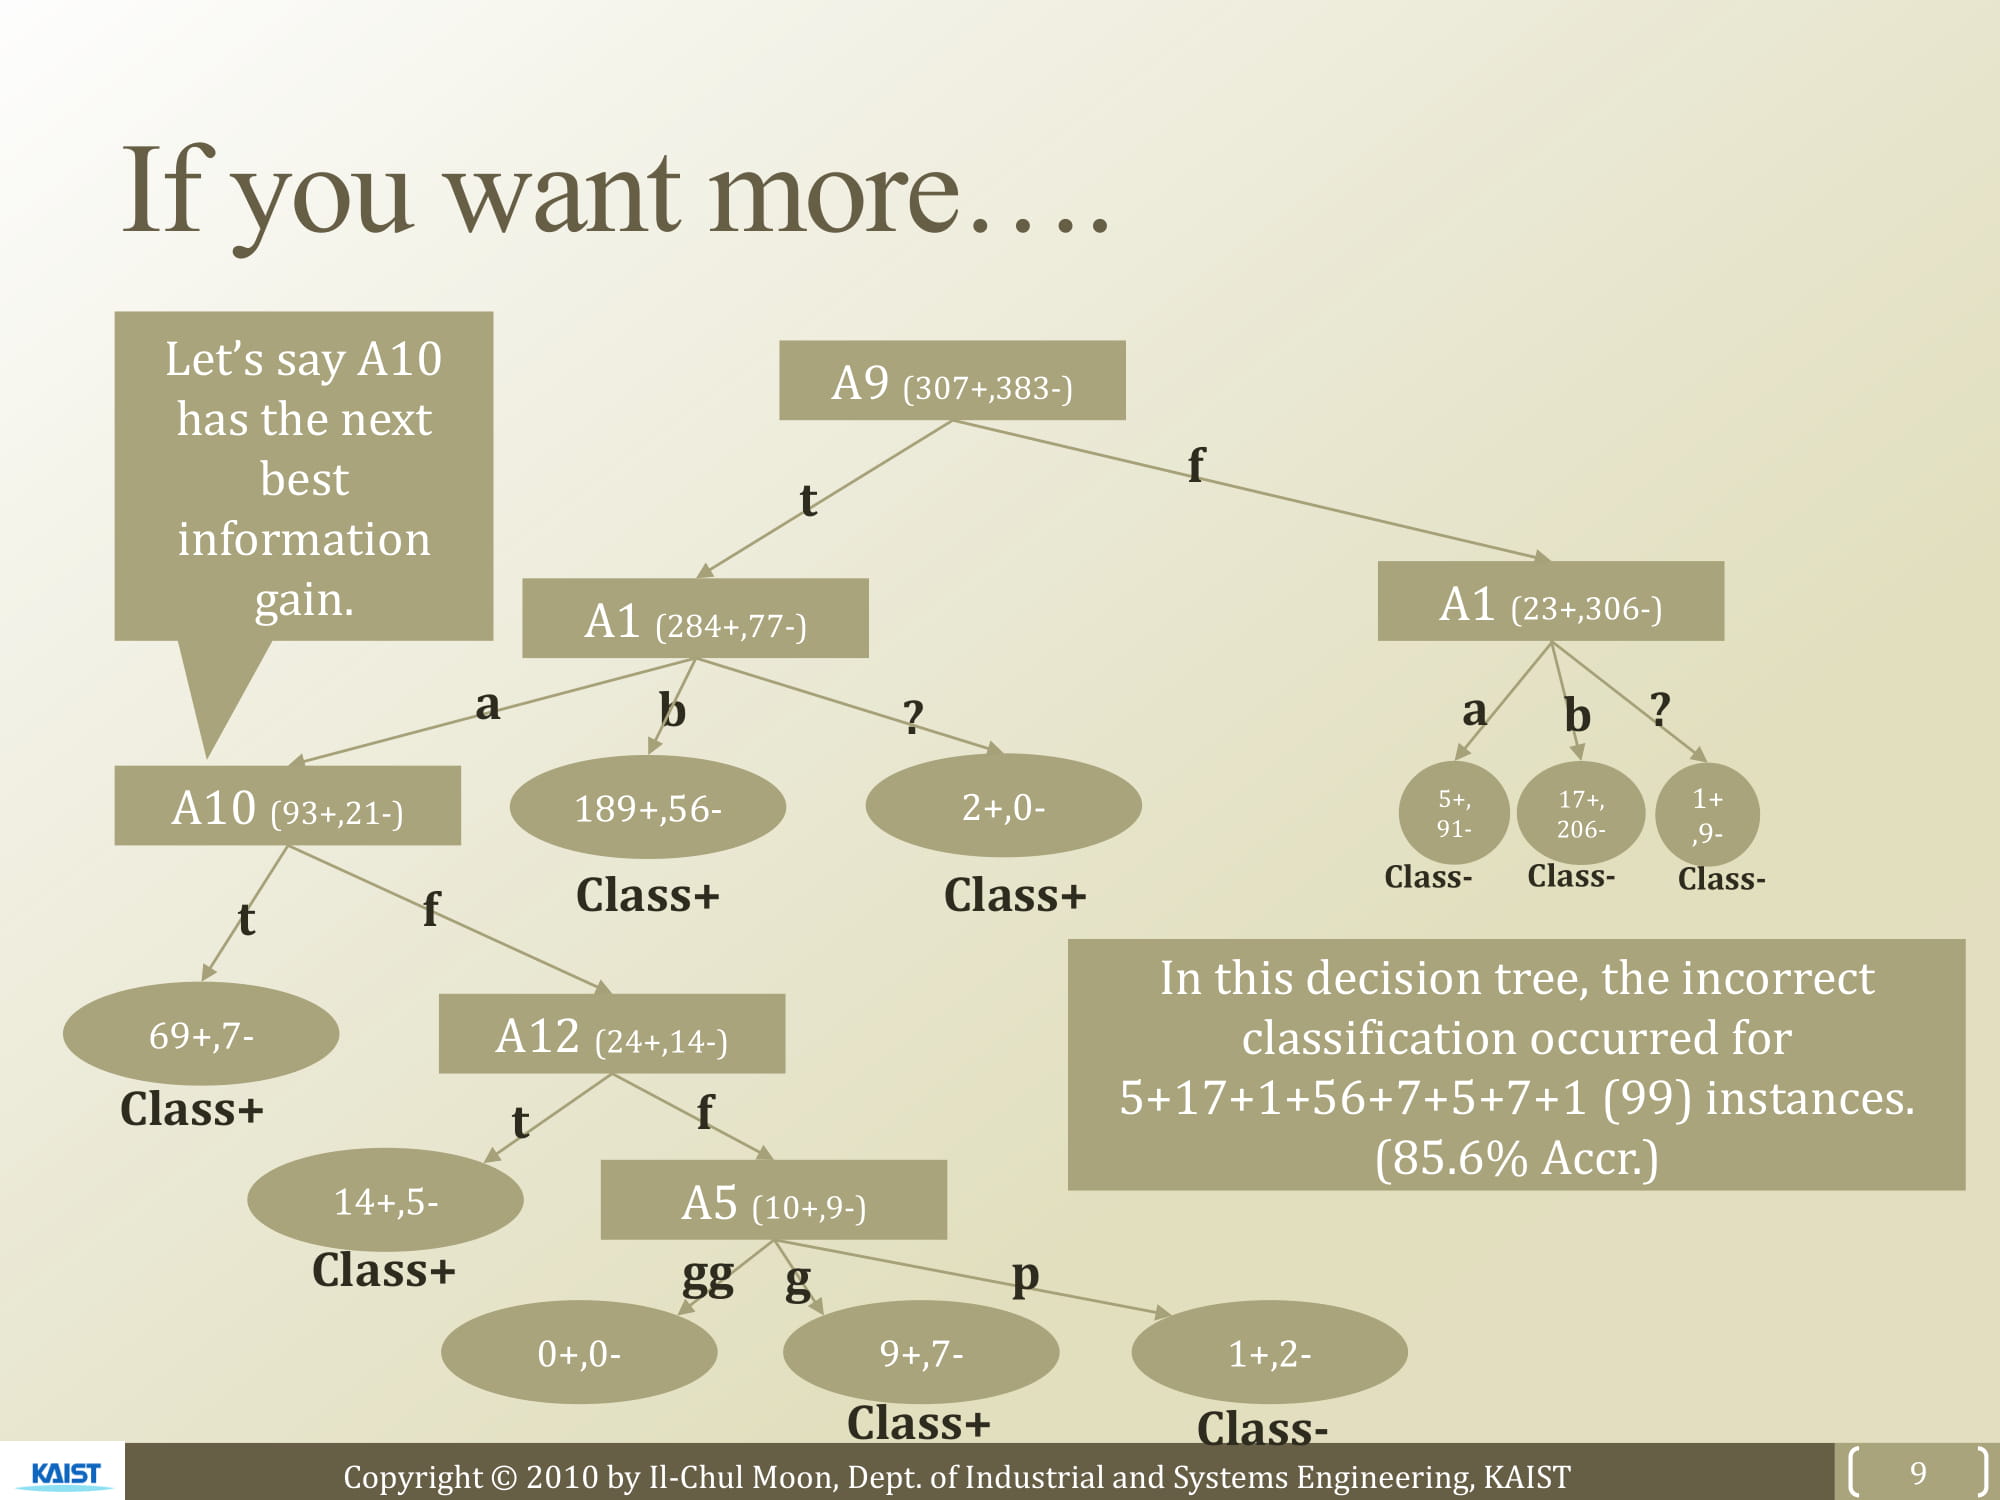 If you want more….
Let’s say A10
has the next
best
information
gain.
A9 (307+,383-)
t
f
A1 (284+,77-)
A1 (23+,306-)
a
b
?
a
b
?
A10 (93+,21-)
189+,56-
2+,0-
5+,
91-
17+,
206-
1+
,9-
Class+
Class+
Class-
Class-
Class-
t
f
69+,7-
Class+
A12 (24+,14-)
In this decision tree, the incorrect
classification occurred for
5+17+1+56+7+5+7+1 (99) instances.
(85.6% Accr.)
t
f
14+,5-
Class+
A5 (10+,9-)
gg
g
p
0+,0-
9+,7-
1+,2-
Class+
Class-
KAIST
Copyright © 2010 by Il-Chul Moon, Dept. of Industrial and Systems Engineering, KAIST
9